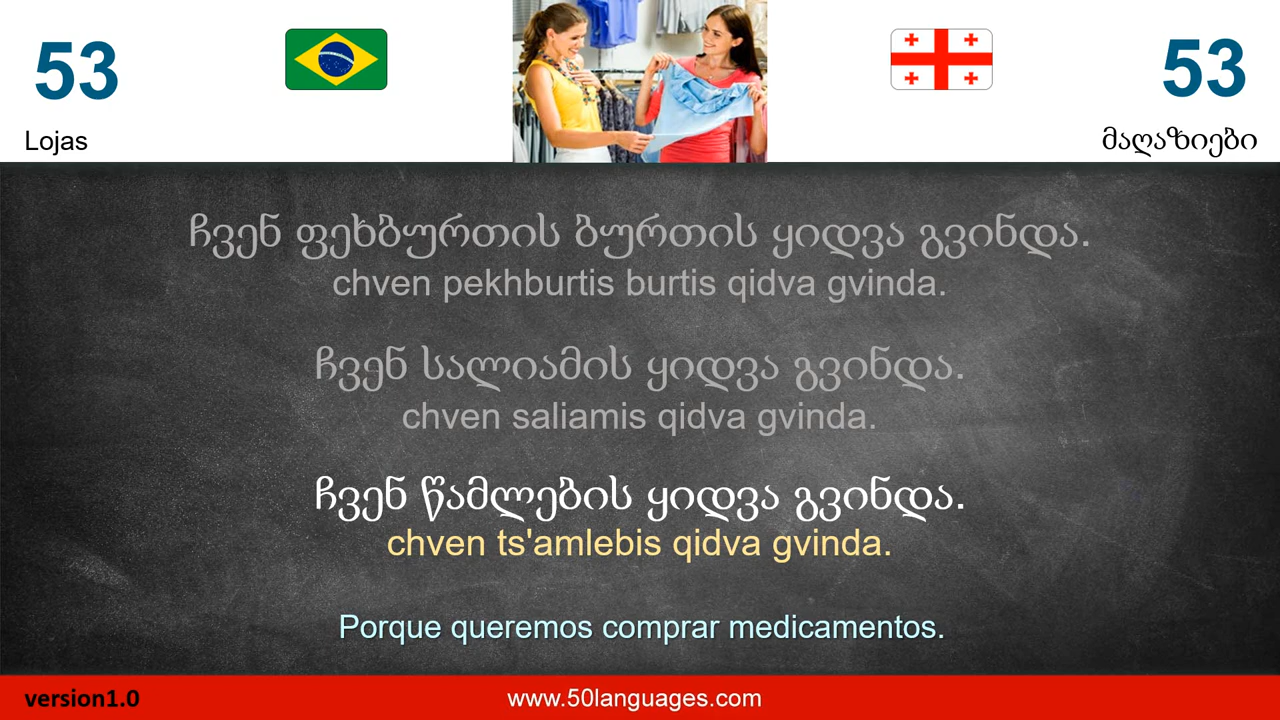 53
53
Lojas
მაღაზიები
ჩვენ ფეხბურთის ბურთის ყიდვა გვინდა.
chven pekhburtis burtis qidva gvinda.
ჩვენ სალიამის ყიდვა გვინდა.
chven saliamis qidva gvinda.
ჩვენ წამლების ყიდვა გვინდა.
chven ts'amlebis qidva gvinda.
Porque queremos comprar medicamentos.
version1.0
www.50languages.com